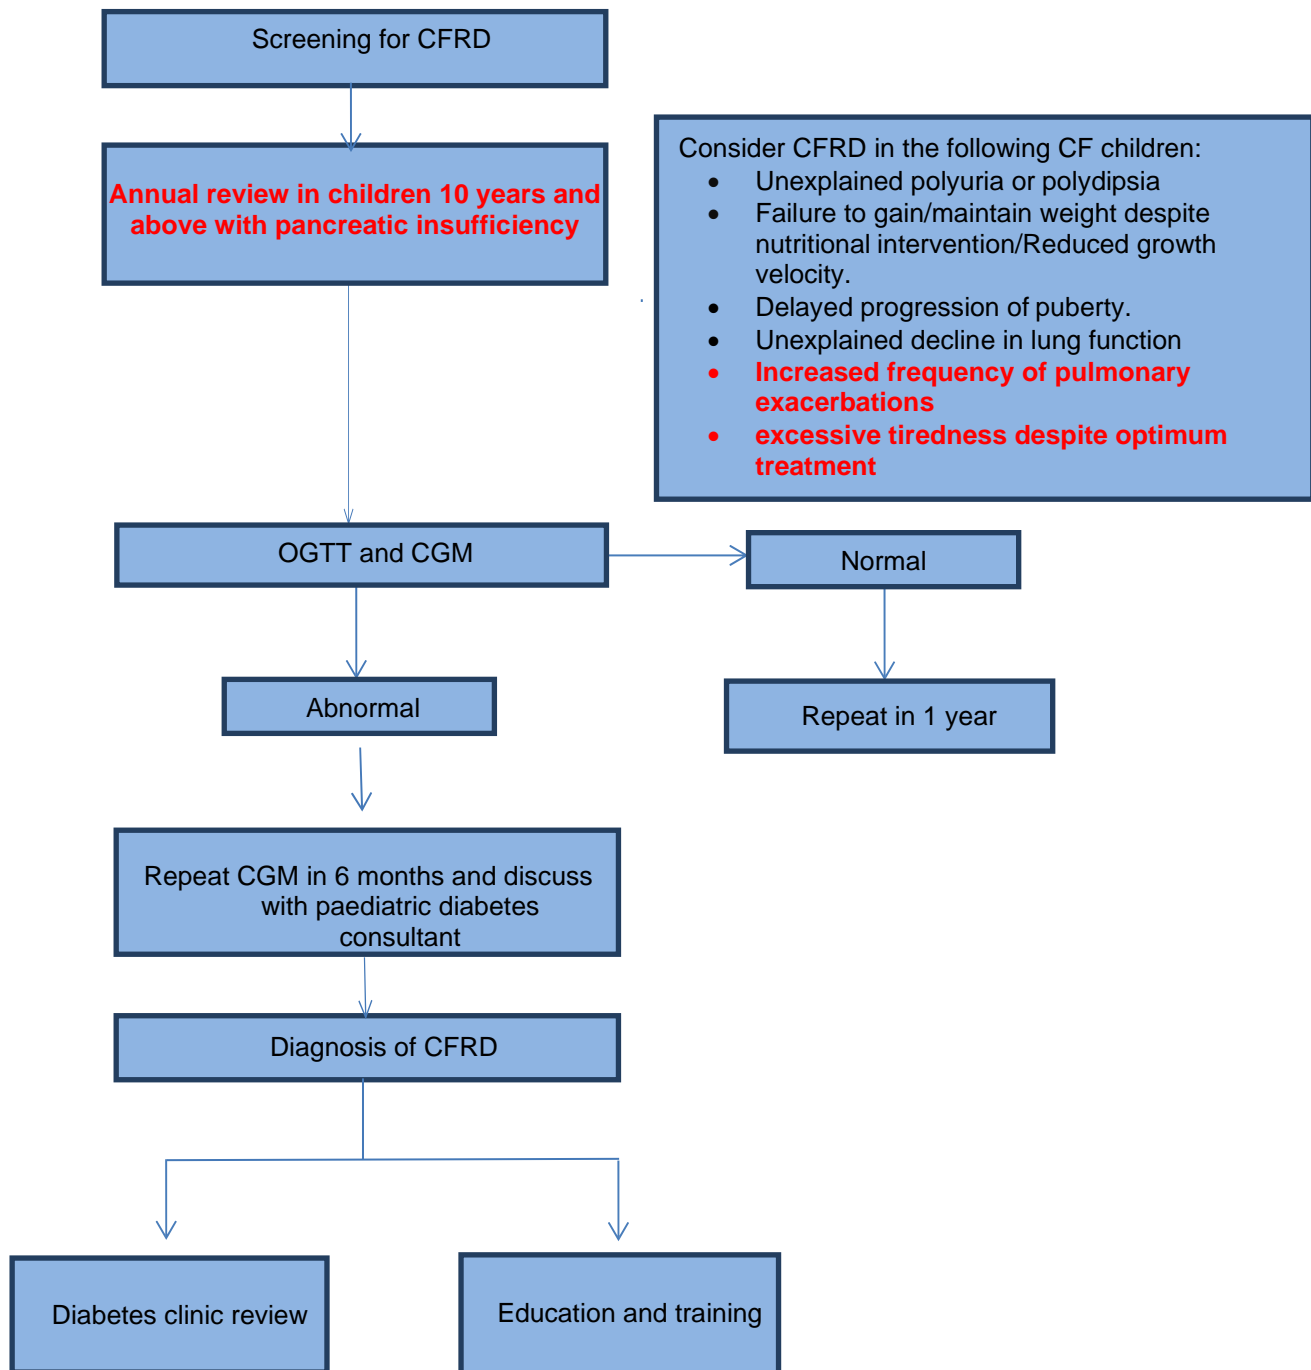 Screening for CFRD
Annual review in children 10 years and
above with pancreatic insufficiency
Consider CFRD in the following CF children:
• Unexplained polyuria or polydipsia
• Failure to gain/maintain weight despite
nutritional intervention/Reduced growth
velocity.
• Delayed progression of puberty.
• Unexplained decline in lung function
• Increased frequency of pulmonary
exacerbations
• excessive tiredness despite optimum
treatment
OGTT and CGM
Normal
Abnormal
Repeat in 1 year
Repeat CGM in 6 months and discuss
with paediatric diabetes
consultant
Diagnosis of CFRD
Diabetes clinic review
Education and training